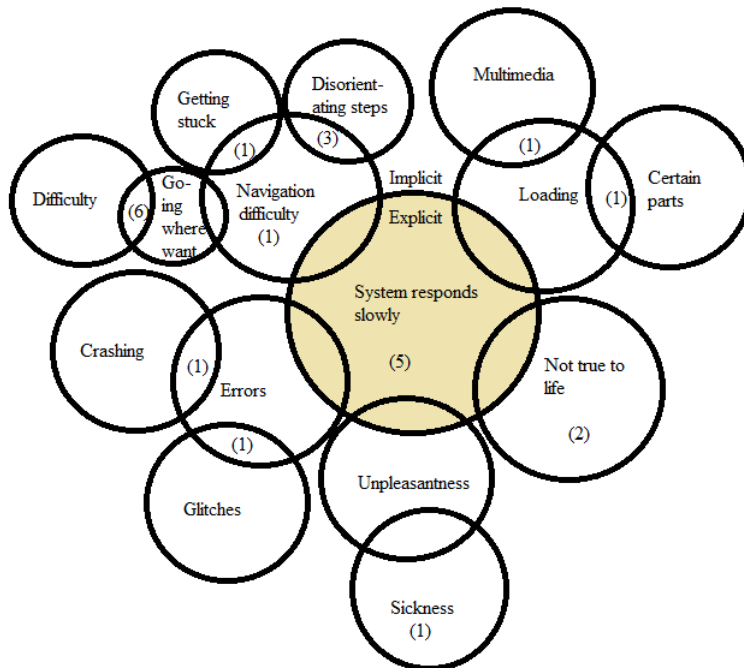 Multimedia
(1)
Disorient-
ating steps
(3)
Getting
stuck
(1)
Difficulty
(6)
Go-
ing
where
want
Navigation
difficulty
(1)
Implicit
Explicit
Loading
(1)
Certain
parts
System responds
slowly
(5)
Crashing
(1)
Errors
(1)
Glitches
Not true to
life
(2)
Unpleasantness
Sickness
(1)